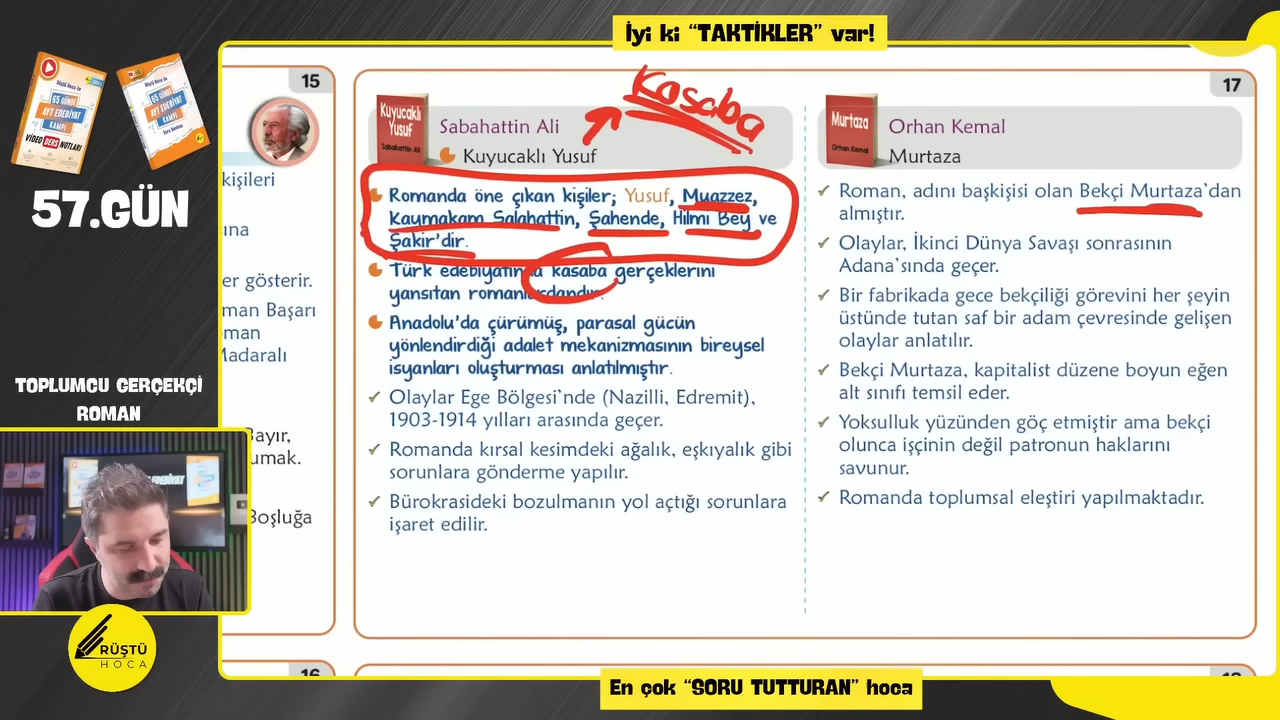 İyi ki “TAKTİKLER” var!
57.GÜN
TOPLUMCU GERÇEKÇİ
ROMAN
RÜŞTÜ
HOCA
15
kişileri
er gösterir.
man Başarı
Madaralı
Bayır,
umak.
Boşluğa
16
17
Kasaba
Kuyucaklı
Yusuf
Sabahattin Ali
Sabahattin Ali
Kuyucaklı Yusuf
Romanda öne çıkan kişiler; Yusuf, Muazzez,
Kaymakam Salahattin, Şahende, Hilmi Bey ve
Şakir’dir.
Türk edebiyatında kasaba gerçeklerini
yansıtan romanlardandır.
Anadolu’da çürümüş, parasal gücün
yönlendirdiği adalet mekanizmasının bireysel
isyanları oluşturması anlatılmıştır.
✓ Olaylar Ege Bölgesi’nde (Nazilli, Edremit),
1903-1914 yılları arasında geçer.
✓ Romanda kırsal kesimdeki ağalık, eşkıyalık gibi
sorunlara gönderme yapılır.
✓ Bürokrasideki bozulmanın yol açtığı sorunlara
işaret edilir.
Murtaza
Orhan Kemal
Orhan Kemal
Murtaza
✓ Roman, adını başkişisi olan Bekçi Murtaza’dan
almıştır.
✓ Olaylar, İkinci Dünya Savaşı sonrasının
Adana’sında geçer.
✓ Bir fabrikada gece bekçiliği görevini her şeyin
üstünde tutan saf bir adam çevresinde gelişen
olaylar anlatılır.
✓ Bekçi Murtaza, kapitalist düzene boyun eğen
alt sınıfı temsil eder.
✓ Yoksulluk yüzünden göç etmiştir ama bekçi
olunca işçinin değil patronun haklarını
savunur.
✓ Romanda toplumsal eleştiri yapılmaktadır.
En çok “SORU TUTTURAN” hoca